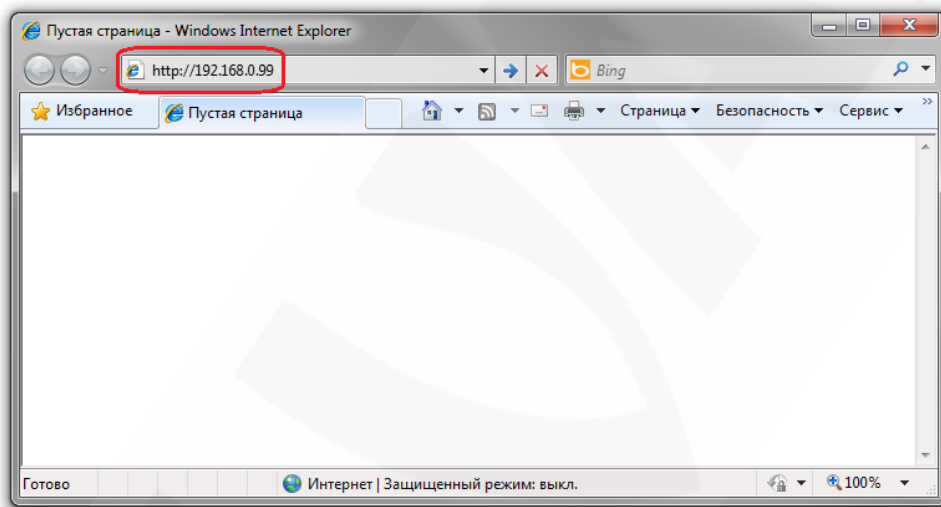 Пустая страница - Windows Internet Explorer
http://192.168.0.99
Bing
Избранное
Пустая страница
Страница
Безопасность
Сервис
Готово
Интернет | Защищенный режим: выкл.
100%